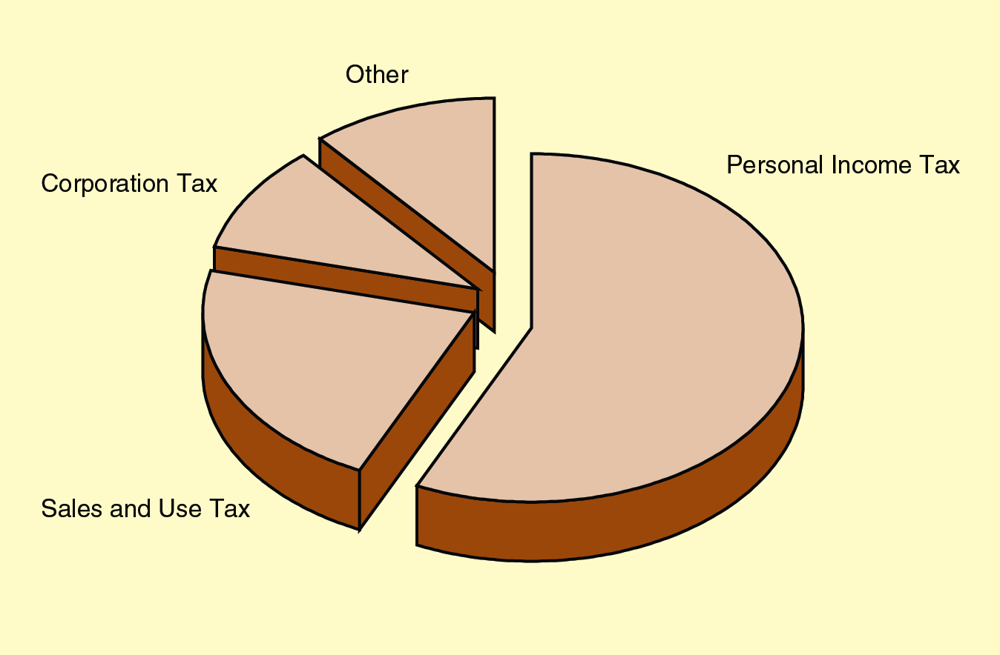 Other
Personal Income Tax
Corporation Tax
Sales and Use Tax